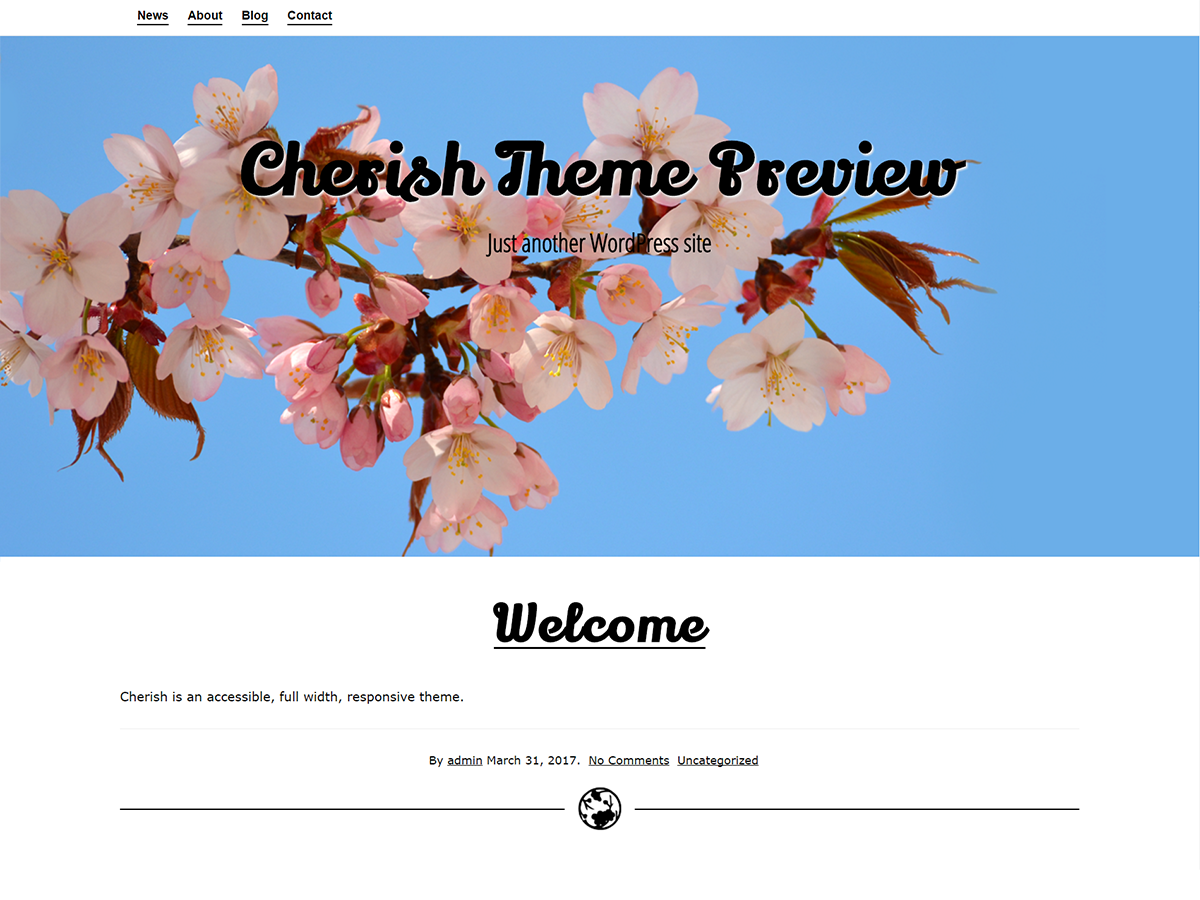 News About Blog Contact
Cherish Theme Preview
Just another WordPress site
Welcome
Cherish is an accessible, full width, responsive theme.
By admin March 31, 2017. No Comments Uncategorized